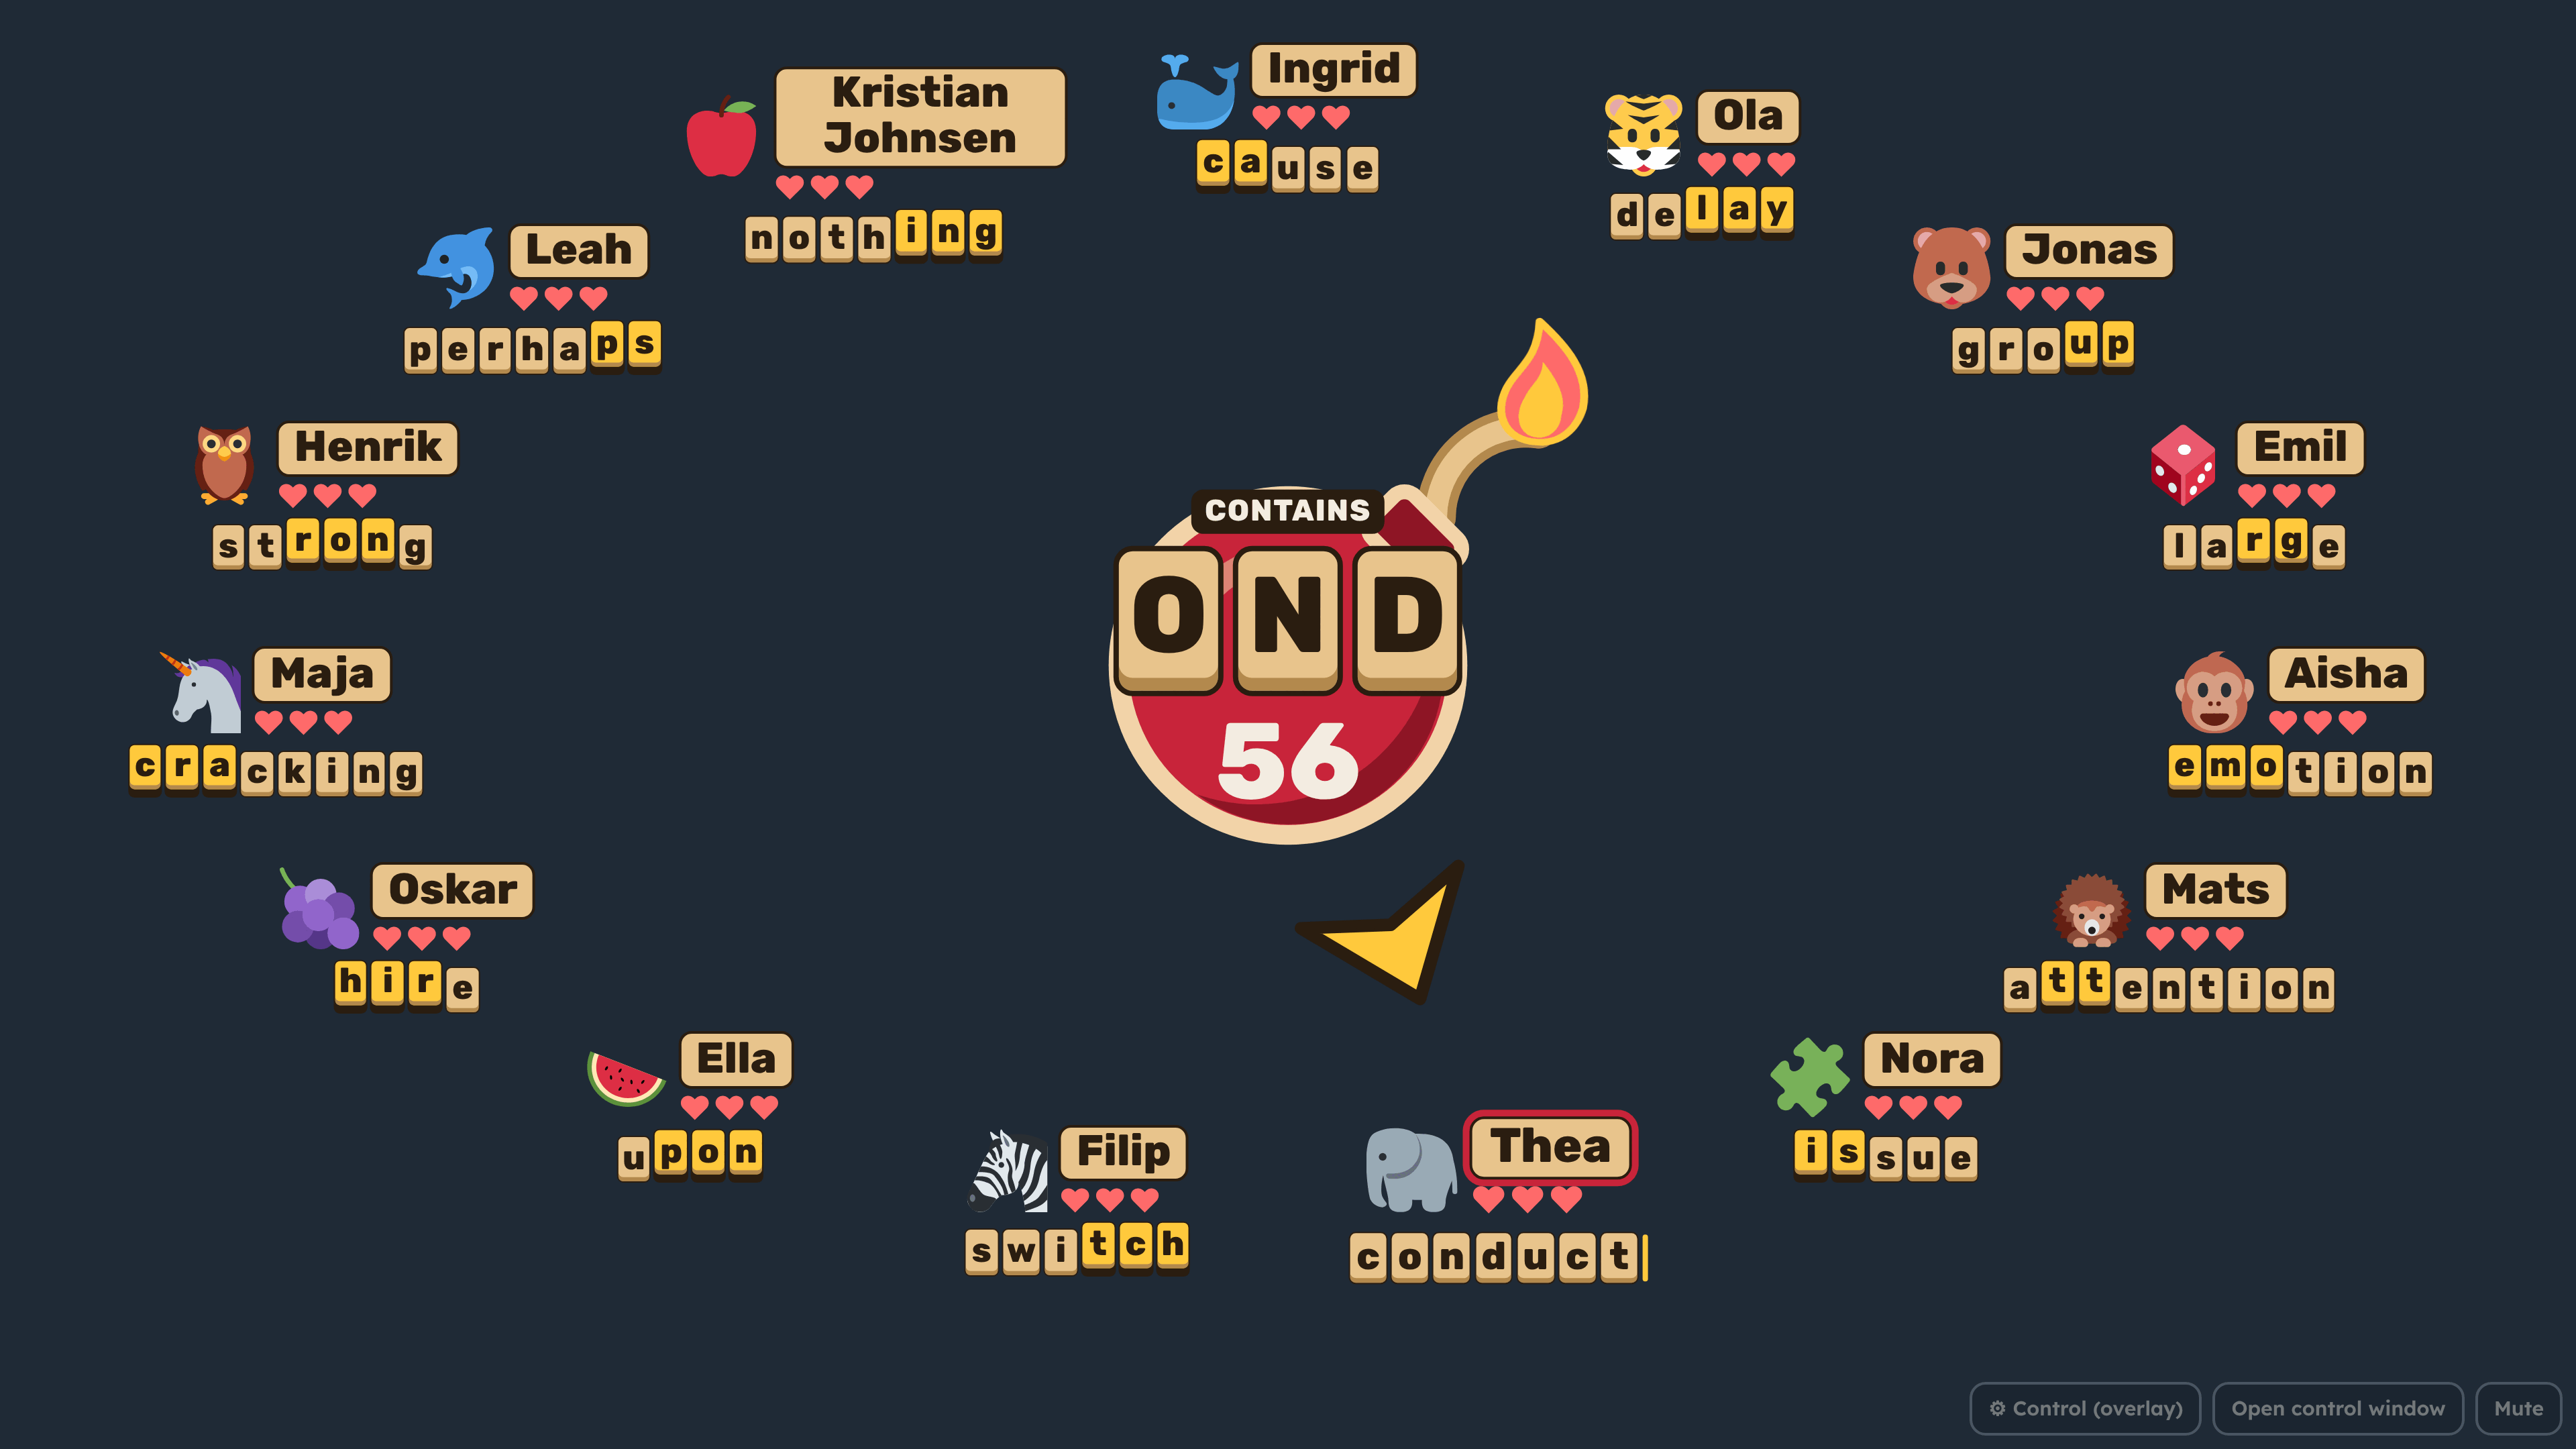 Ingrid
cause
Kristian
Johnsen
nothing
Ola
delay
Leah
perhaps
Jonas
group
Henrik
strong
Emil
large
CONTAINS
OND
56
Maja
cracking
Aisha
emotion
Oskar
hire
Mats
attention
Ella
upon
Nora
issue
Filip
switch
Thea
conduct
⚙ Control (overlay)
Open control window
Mute